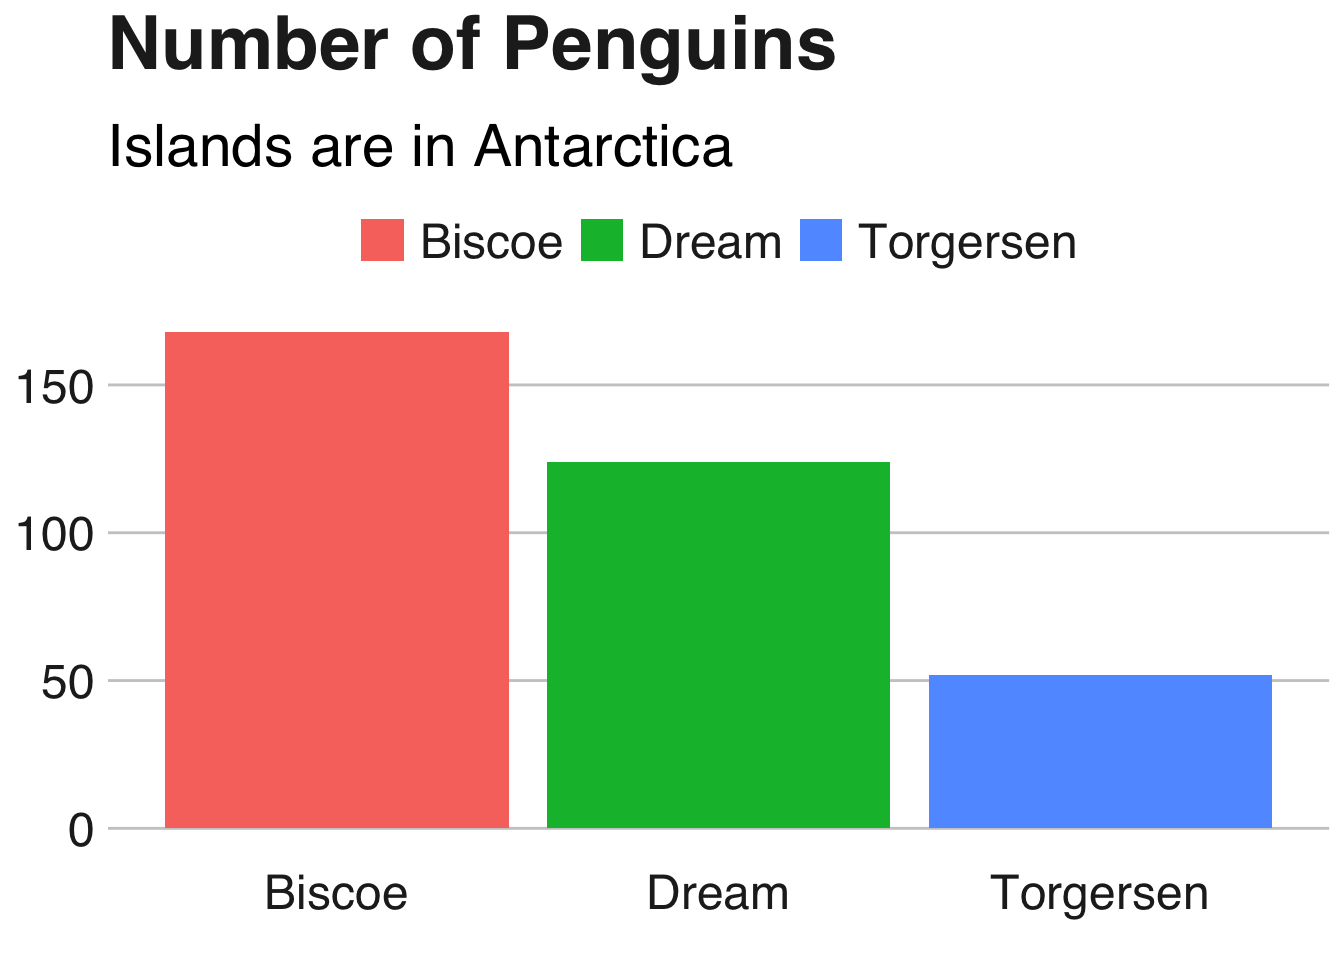 Number of Penguins
Islands are in Antarctica
Biscoe Dream Torgersen
150
100
50
0
Biscoe Dream Torgersen